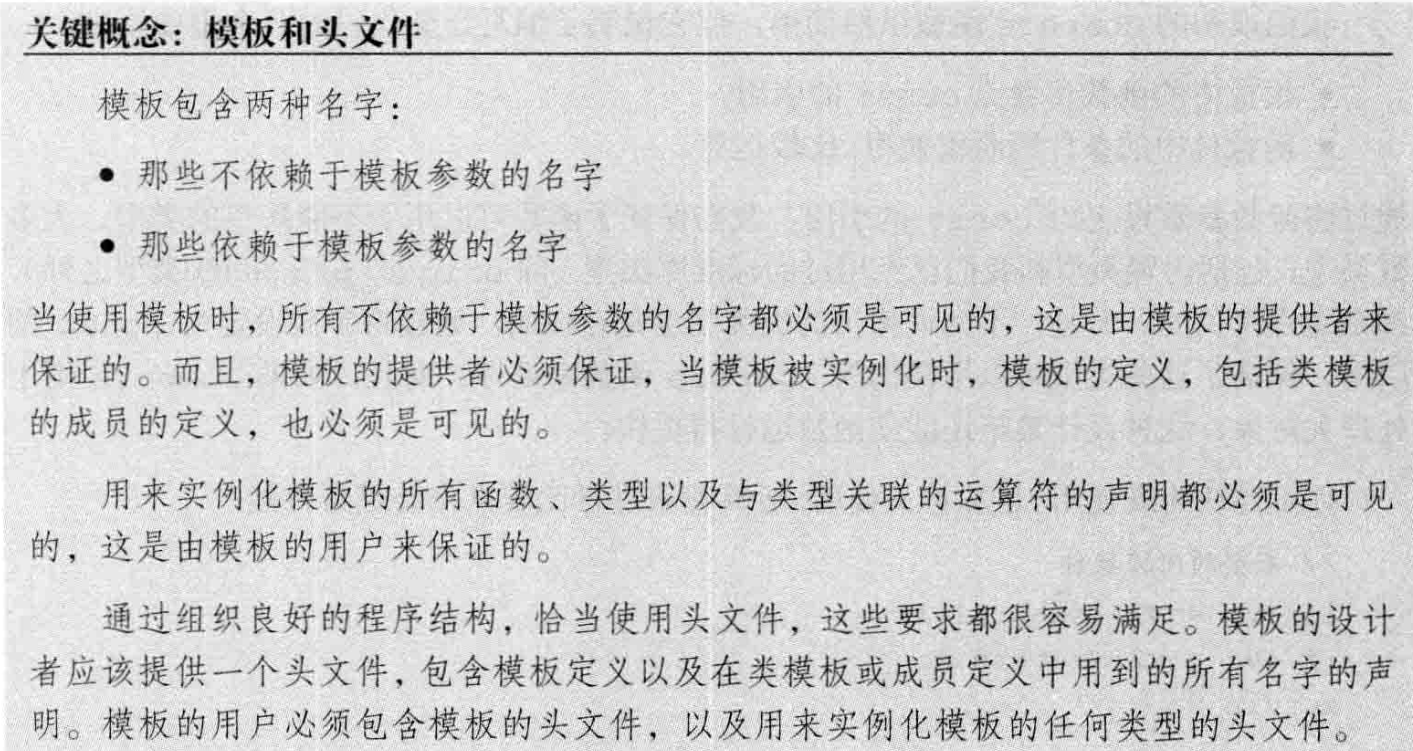 关键概念：模板和头文件
模板包含两种名字：
● 那些不依赖于模板参数的名字
● 那些依赖于模板参数的名字
当使用模板时，所有不依赖于模板参数的名字都必须是可见的，这是由模板的提供者来
保证的。而且，模板的提供者必须保证，当模板被实例化时，模板的定义，包括类模板
的成员的定义，也必须是可见的。
用来实例化模板的所有函数、类型以及与类型关联的运算符的声明都必须是可见
的，这是由模板的用户来保证的。
通过组织良好的程序结构，恰当使用头文件，这些要求都很容易满足。模板的设计
者应该提供一个头文件，包含模板定义以及在类模板或成员定义中用到的所有名字的声
明。模板的用户必须包含模板的头文件，以及用来实例化模板的任何类型的头文件。